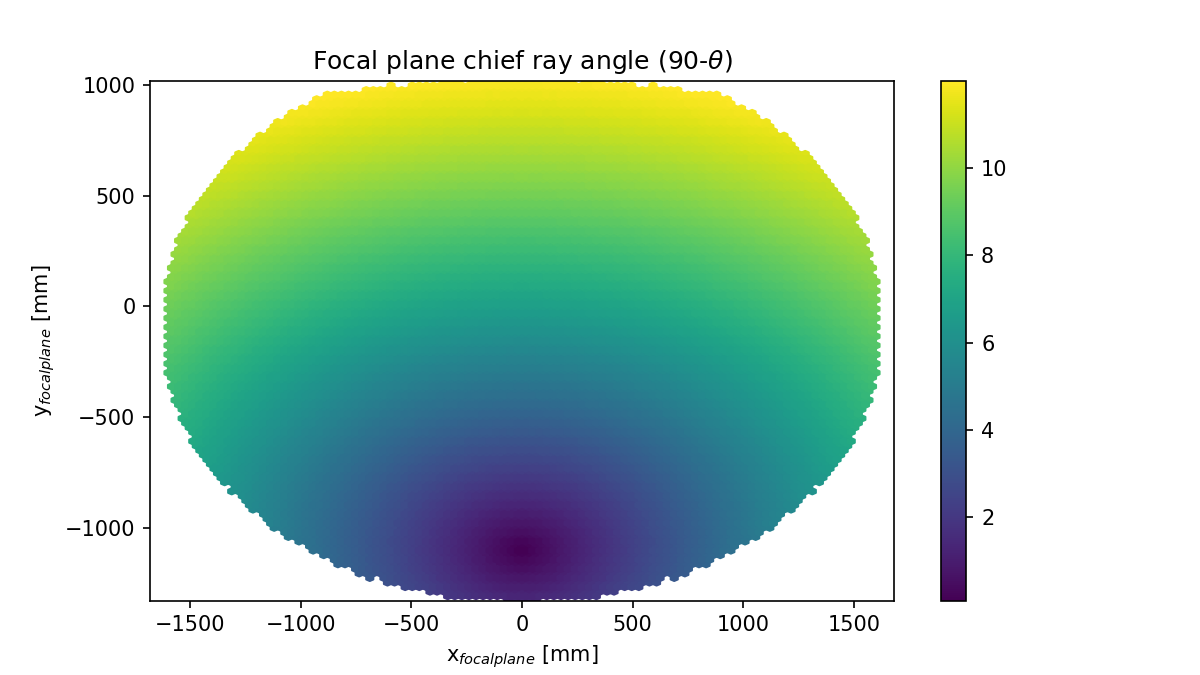 Focal plane chief ray angle (90-θ)
1000
500
0
−500
−1000
y_focalplane [mm]
−1500 −1000 −500 0 500 1000 1500
x_focalplane [mm]
10
8
6
4
2